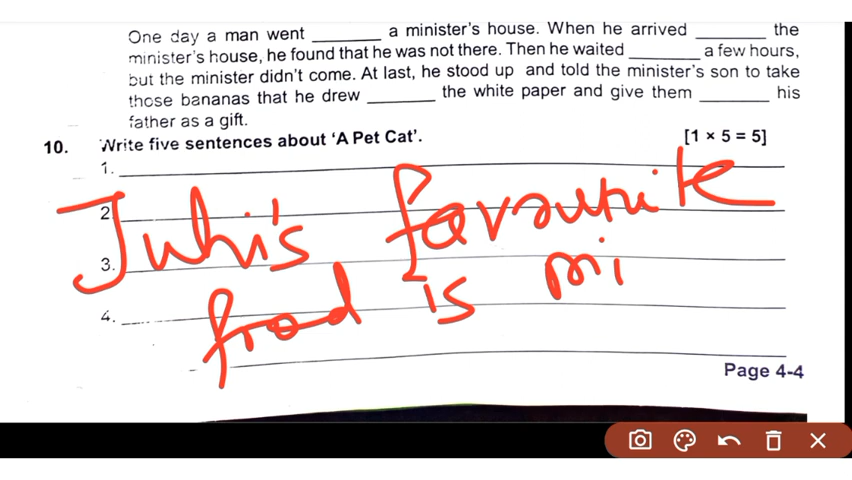 One day a man went ________ a minister's house. When he arrived ________ the
minister's house, he found that he was not there. Then he waited ________ a few hours,
but the minister didn't come. At last, he stood up and told the minister's son to take
those bananas that he drew ________ the white paper and give them ________ his
father as a gift.
10. Write five sentences about 'A Pet Cat'. [1 × 5 = 5]
1.
2.
Juhi's favourite
3.
food is mi
4.
Page 4-4